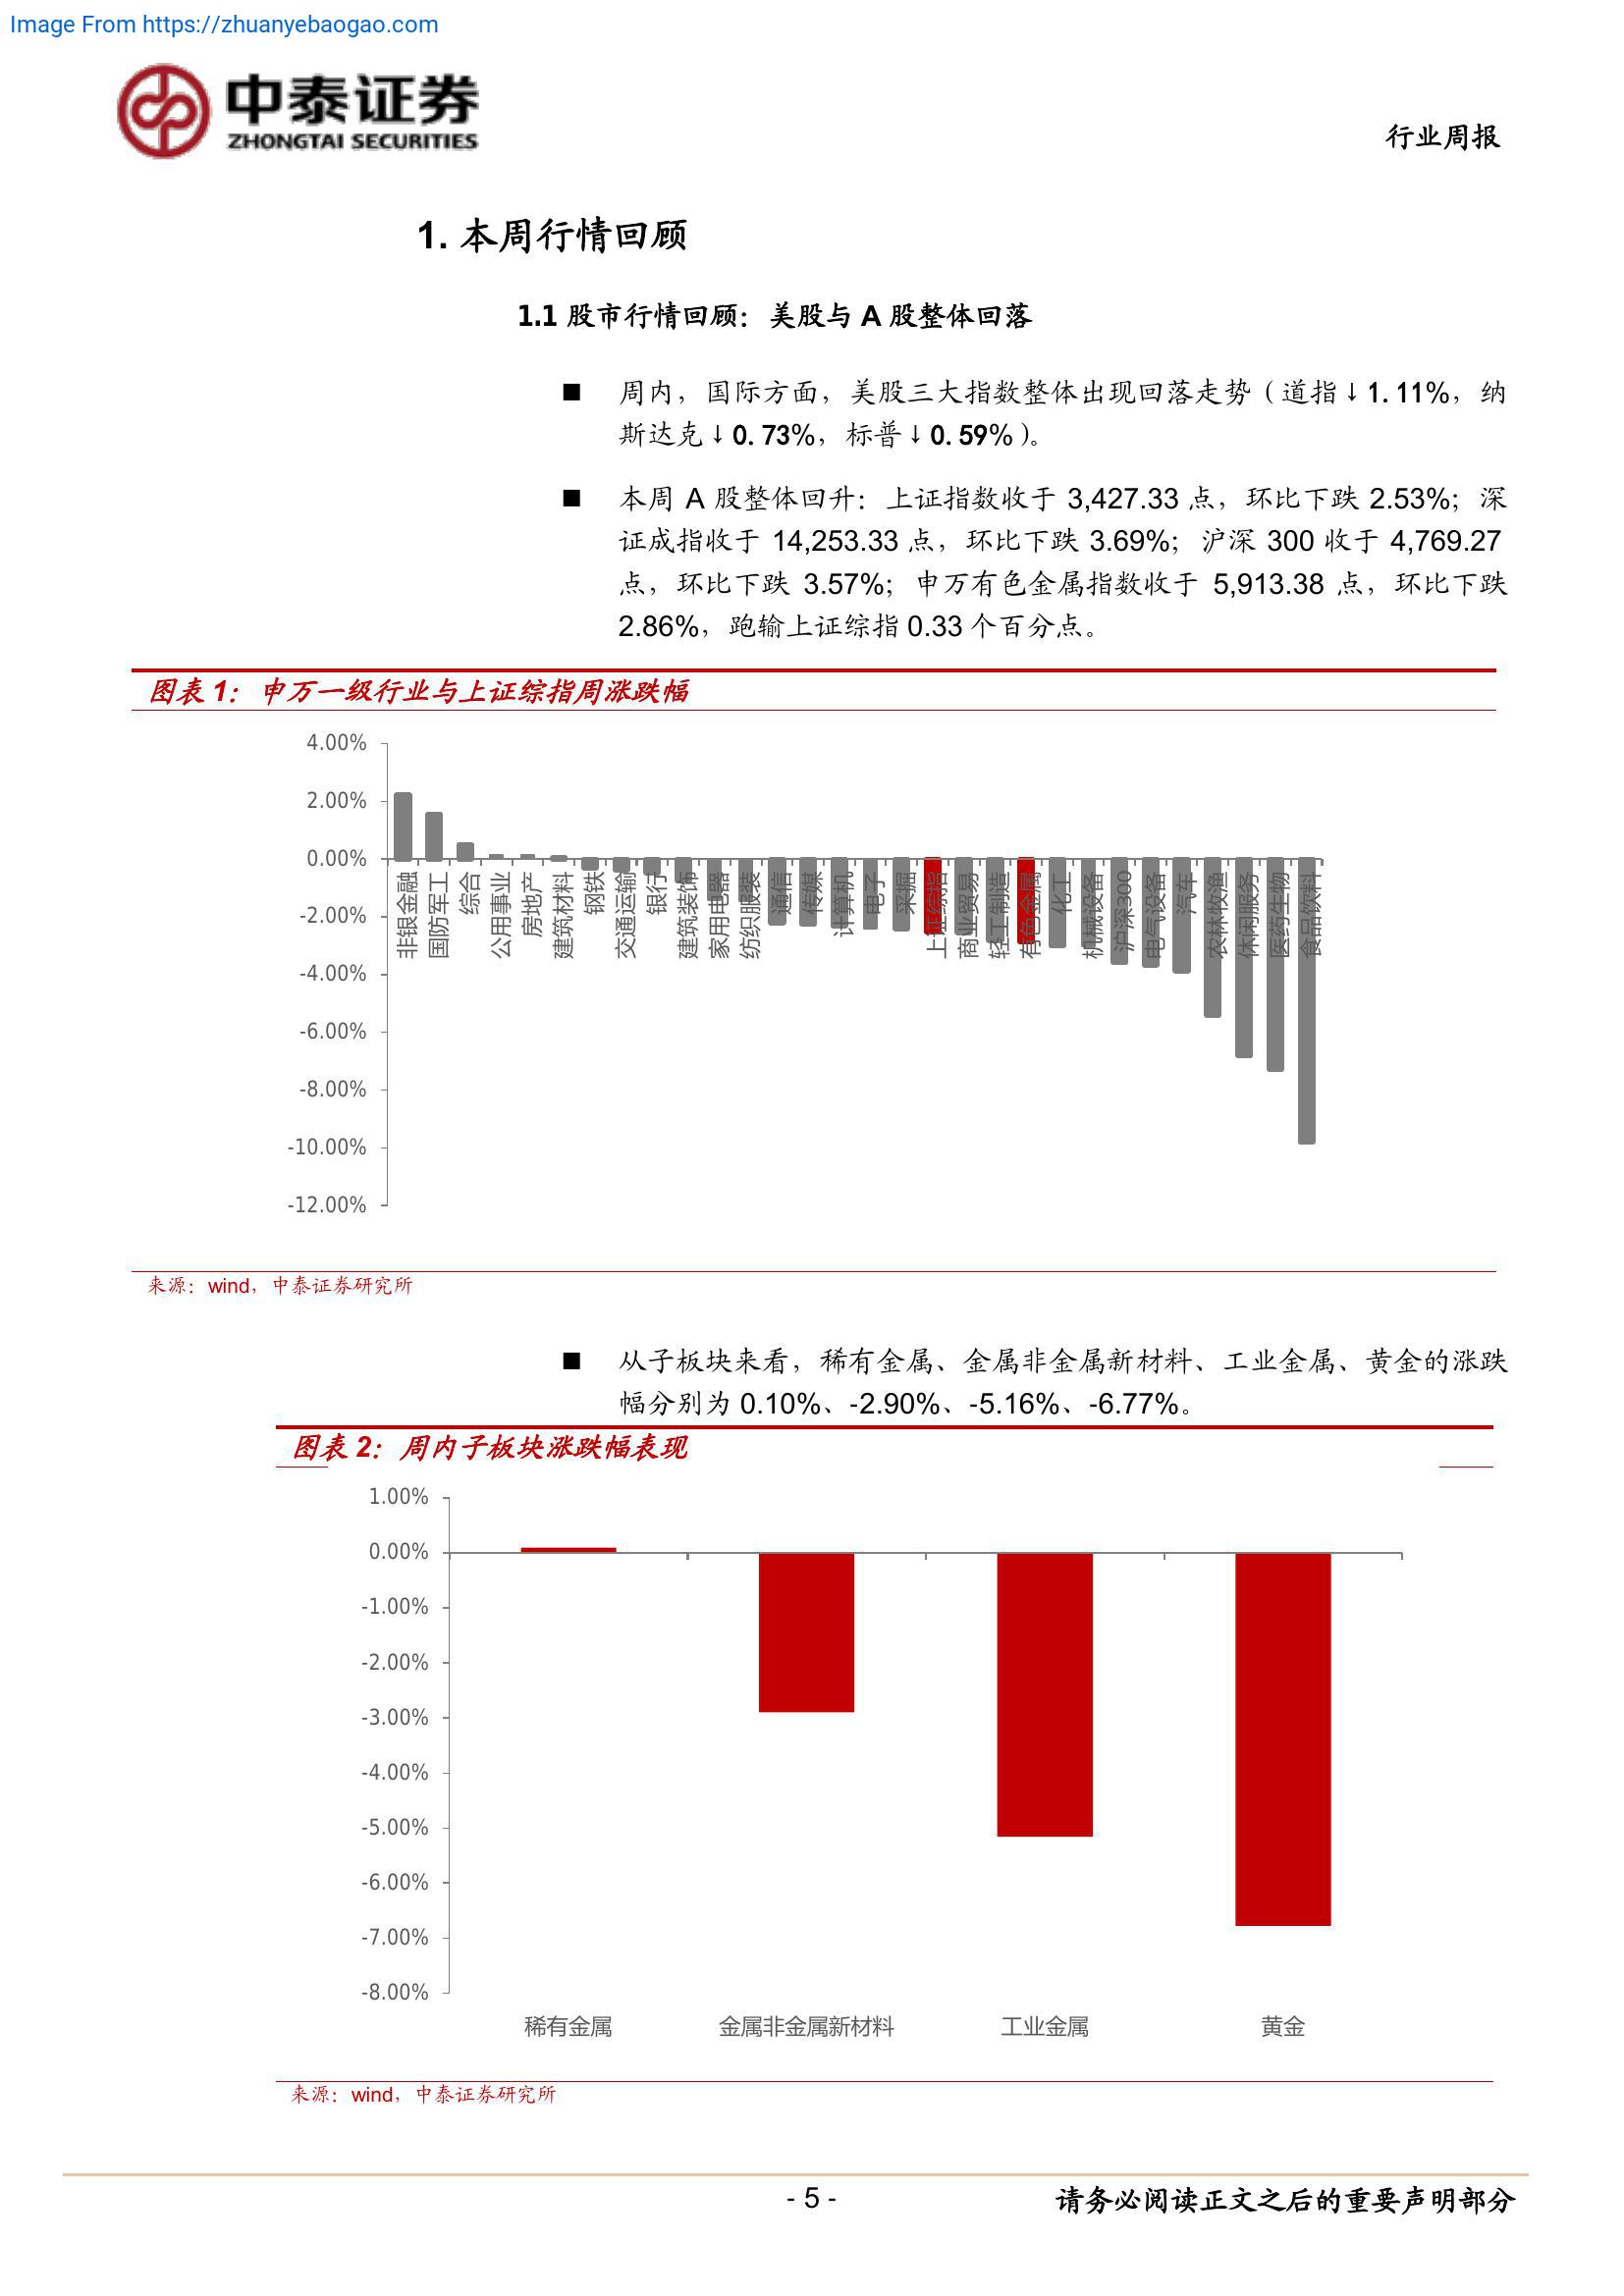 Image From https://zhuanyebaogao.com
中泰证券
ZHONGTAI SECURITIES
行业周报
1. 本周行情回顾
1.1 股市行情回顾：美股与 A 股整体回落
■ 周内，国际方面，美股三大指数整体出现回落走势（道指↓1.11%，纳
斯达克↓0.73%，标普↓0.59%）。
■ 本周 A 股整体回升：上证指数收于 3,427.33 点，环比下跌 2.53%；深
证成指收于 14,253.33 点，环比下跌 3.69%；沪深 300 收于 4,769.27
点，环比下跌 3.57%；申万有色金属指数收于 5,913.38 点，环比下跌
2.86%，跑输上证综指 0.33 个百分点。
图表 1：申万一级行业与上证综指周涨跌幅
4.00%
2.00%
0.00%
-2.00%
-4.00%
-6.00%
-8.00%
-10.00%
-12.00%
非银金融
国防军工
综合
公用事业
房地产
建筑材料
钢铁
交通运输
银行
建筑装饰
家用电器
纺织服装
通信
传媒
计算机
电子
采掘
上证综指
商业贸易
轻工制造
有色金属
化工
机械设备
沪深300
电气设备
汽车
农林牧渔
休闲服务
医药生物
食品饮料
来源：wind，中泰证券研究所
■ 从子板块来看，稀有金属、金属非金属新材料、工业金属、黄金的涨跌
幅分别为 0.10%、-2.90%、-5.16%、-6.77%。
图表 2：周内子板块涨跌幅表现
1.00%
0.00%
-1.00%
-2.00%
-3.00%
-4.00%
-5.00%
-6.00%
-7.00%
-8.00%
稀有金属
金属非金属新材料
工业金属
黄金
来源：wind，中泰证券研究所
- 5 -
请务必阅读正文之后的重要声明部分